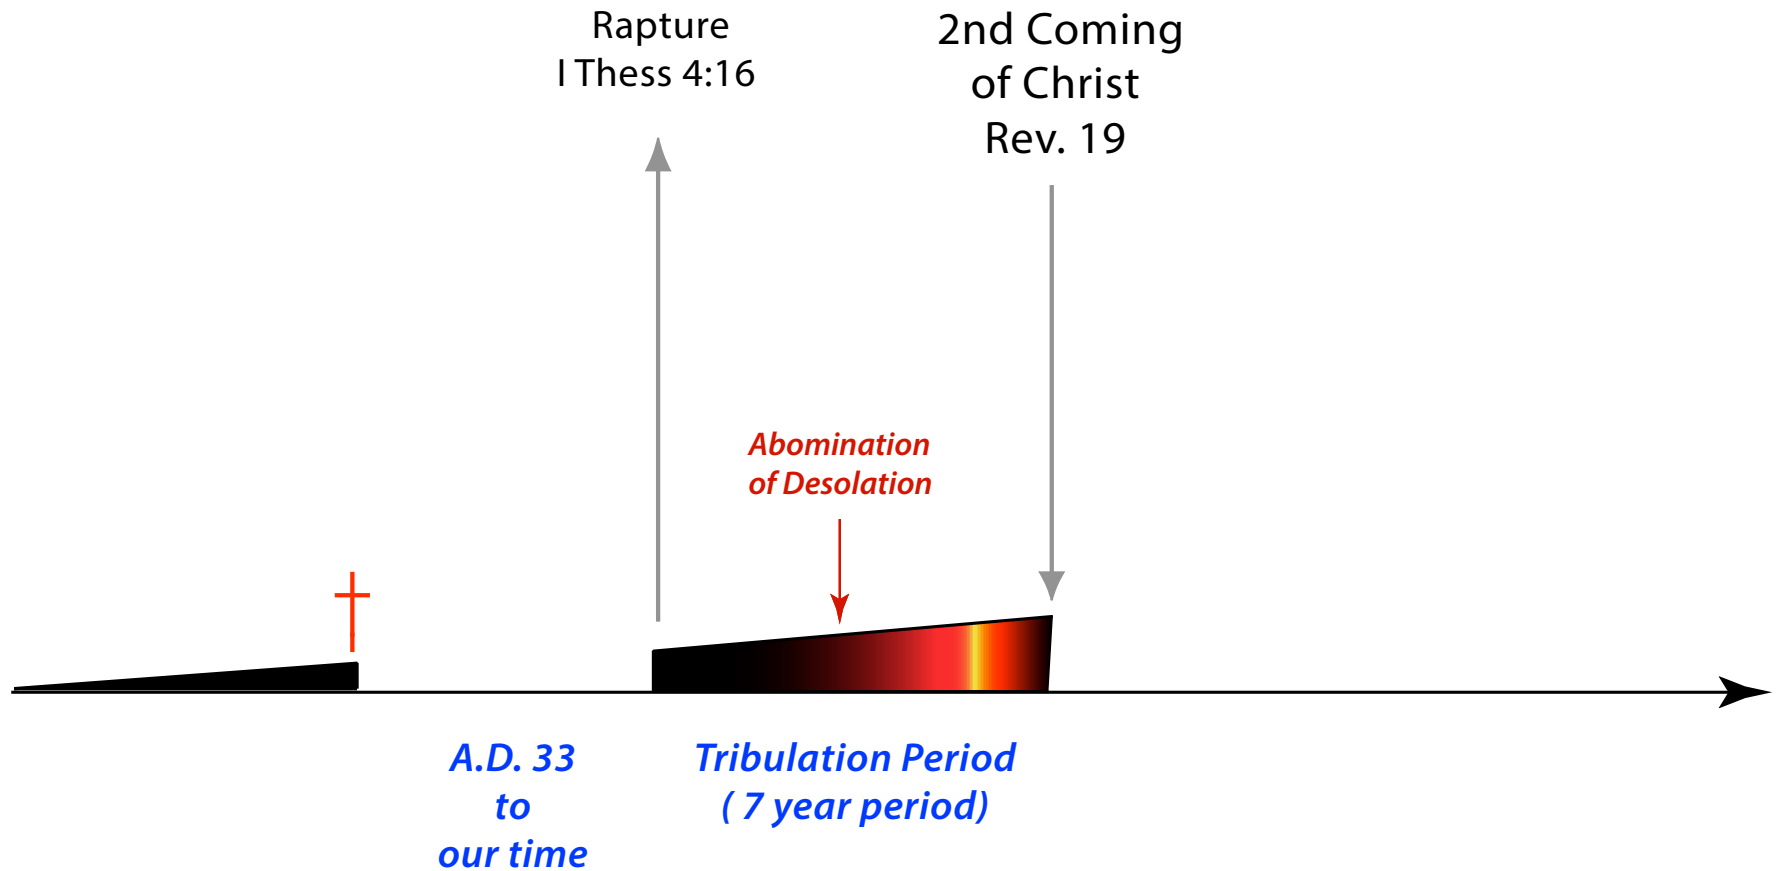 Rapture
I Thess 4:16
2nd Coming
of Christ
Rev. 19
Abomination
of Desolation
A.D. 33
to
our time
Tribulation Period
( 7 year period)